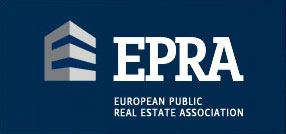 EPRA
EUROPEAN PUBLIC
REAL ESTATE ASSOCIATION